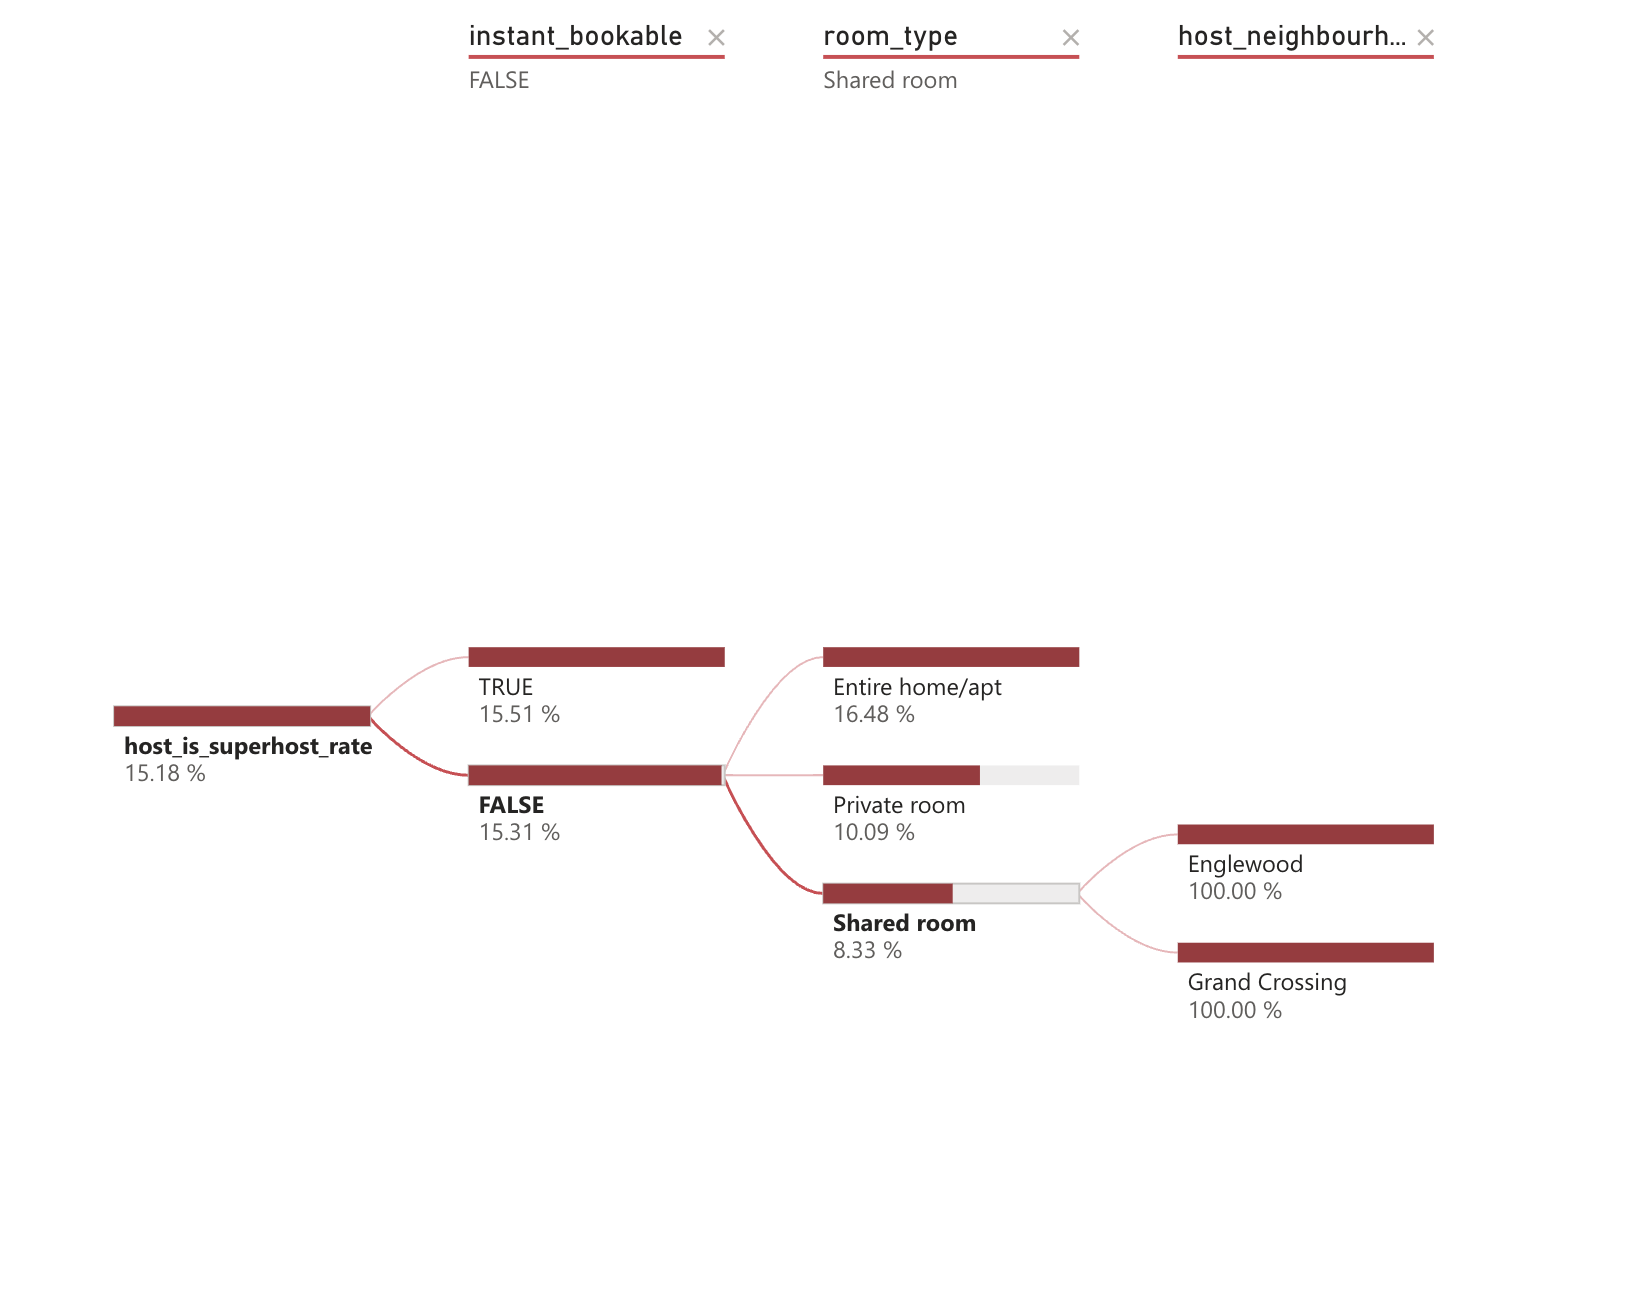 instant_bookable
room_type
host_neighbourh...
FALSE
Shared room
host_is_superhost_rate
15.18 %
TRUE
15.51 %
FALSE
15.31 %
Entire home/apt
16.48 %
Private room
10.09 %
Shared room
8.33 %
Englewood
100.00 %
Grand Crossing
100.00 %